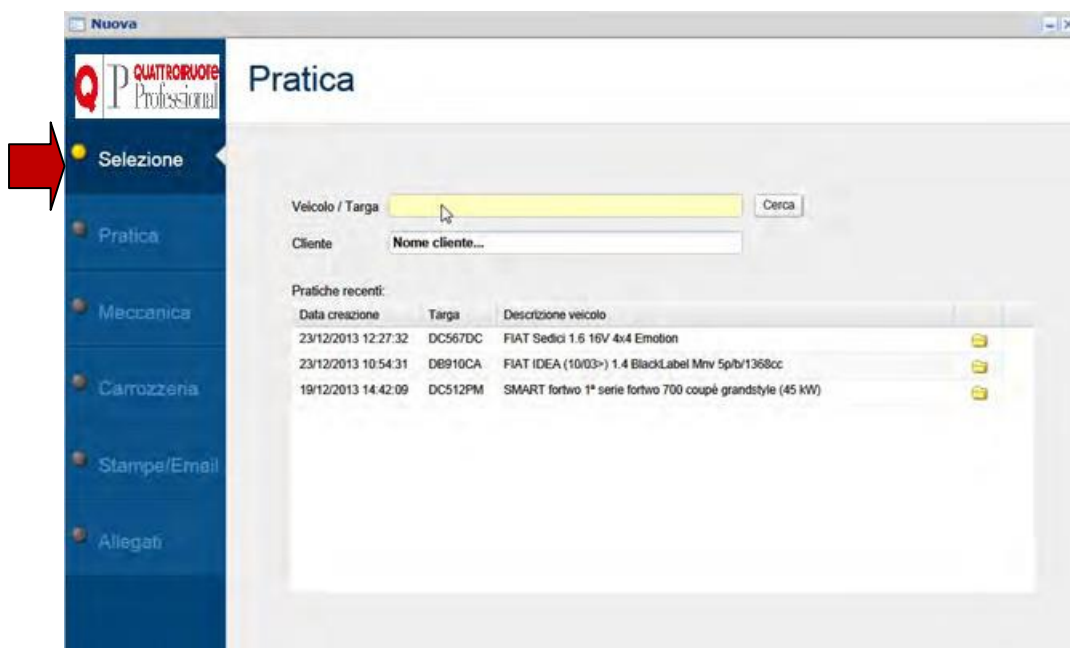 Nuova
QP QUATTRORUOTE
Professional
Pratica
Selezione
Pratica
Meccanica
Carrozzeria
Stampe/Email
Allegati
Veicolo / Targa
Cerca
Cliente Nome cliente...
Pratiche recenti:
Data creazione Targa Descrizione veicolo
23/12/2013 12:27:32 DC567DC FIAT Sedici 1.6 16V 4x4 Emotion
23/12/2013 10:54:31 DB910CA FIAT IDEA (10/03>) 1.4 BlackLabel Mnv 5p/b/1368cc
19/12/2013 14:42:09 DC512PM SMART fortwo 1ª serie fortwo 700 coupé grandstyle (45 kW)